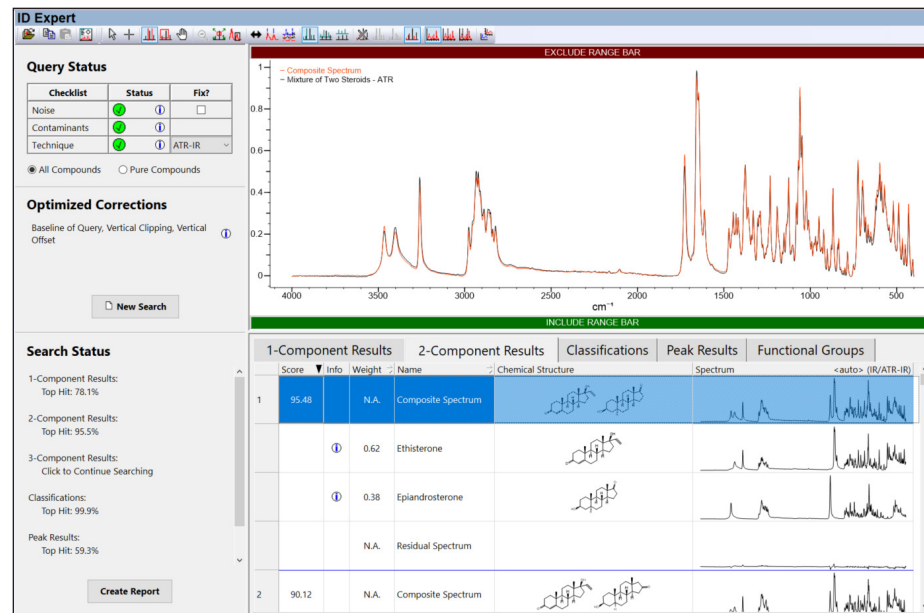 ID Expert
EXCLUDE RANGE BAR
Query Status
Checklist Status Fix?
Noise
Contaminants
Technique ATR-IR
All Compounds Pure Compounds
Optimized Corrections
Baseline of Query, Vertical Clipping, Vertical
Offset
New Search
Composite Spectrum
Mixture of Two Steroids - ATR
1
0.8
0.6
0.4
0.2
0
4000 3500 3000 2500 2000 1500 1000 500
cm⁻¹
INCLUDE RANGE BAR
Search Status
1-Component Results:
Top Hit: 78.1%
2-Component Results:
Top Hit: 95.5%
3-Component Results:
Click to Continue Searching
Classifications:
Top Hit: 99.9%
Peak Results:
Top Hit: 59.3%
Create Report
1-Component Results 2-Component Results Classifications Peak Results Functional Groups
Score Info Weight Name Chemical Structure Spectrum <auto> (IR/ATR-IR)
1 95.48 N.A. Composite Spectrum
0.62 Ethisterone
0.38 Epiandrosterone
N.A. Residual Spectrum
2 90.12 N.A. Composite Spectrum